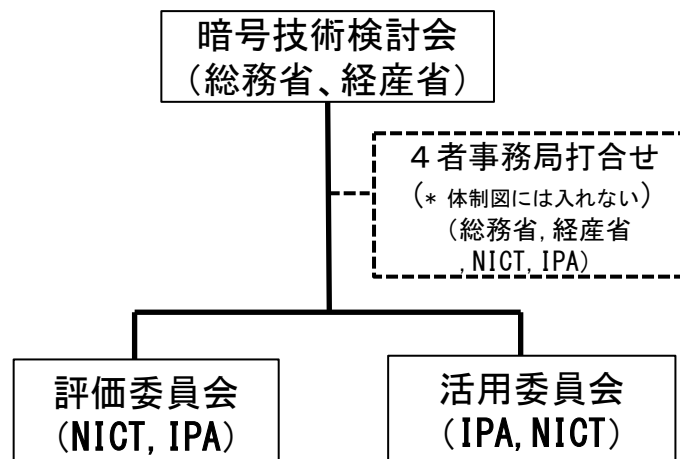 暗号技術検討会
(総務省、経産省)
４者事務局打合せ
(* 体制図には入れない)
(総務省, 経産省
, NICT, IPA)
評価委員会
(NICT, IPA)
活用委員会
(IPA, NICT)